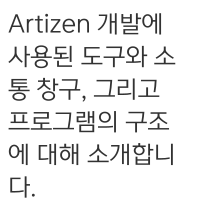 Artizen 개발에
사용된 도구와 소
통 창구, 그리고
프로그램의 구조
에 대해 소개합니
다.